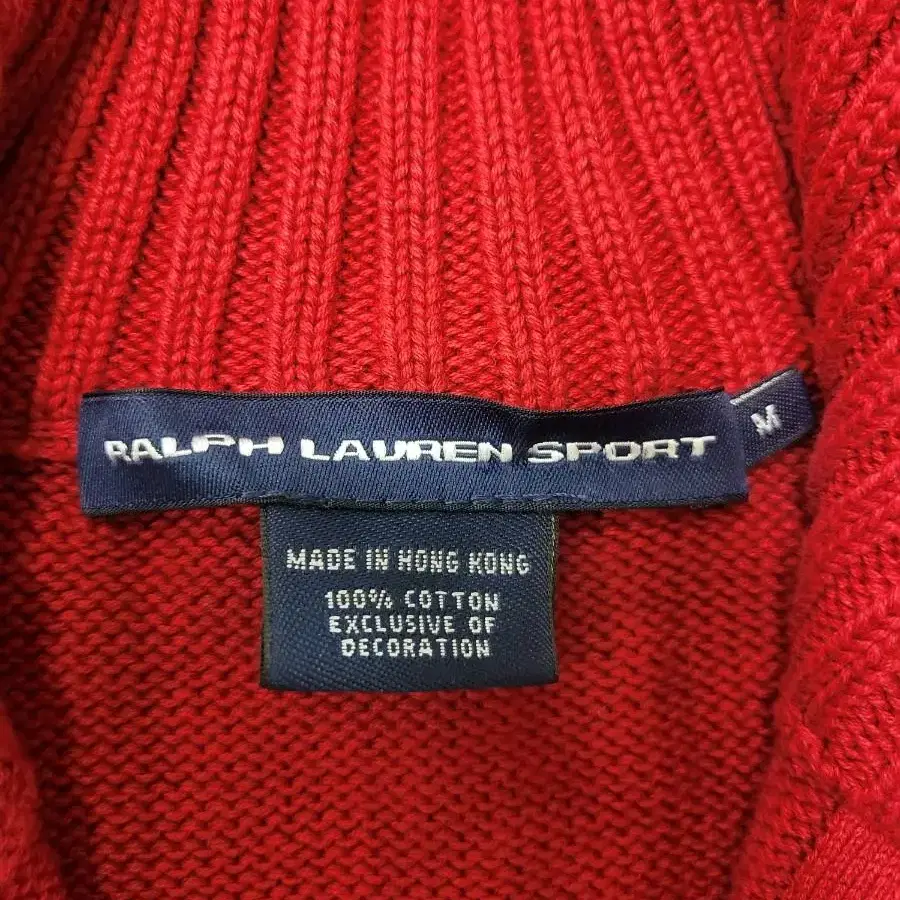 RALPH LAUREN SPORT
M
MADE IN HONG KONG
100% COTTON
EXCLUSIVE OF
DECORATION